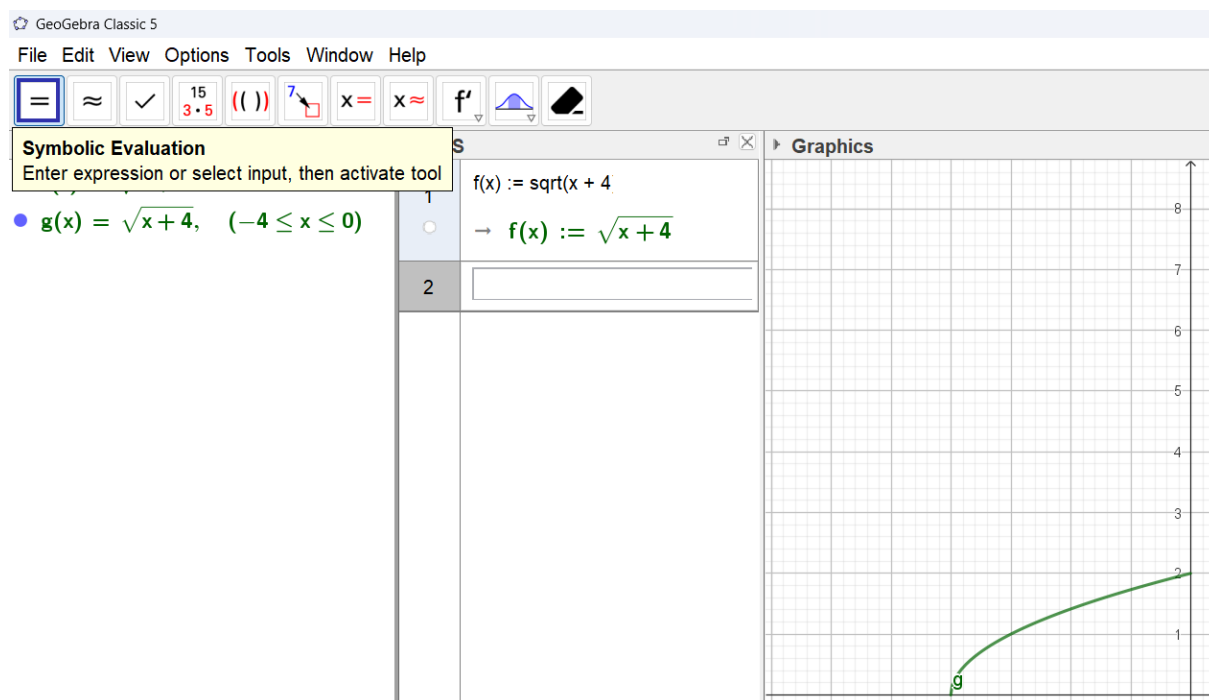 GeoGebra Classic 5
File Edit View Options Tools Window Help
= ≈ ✓ 15 3·5 (( )) 7 x= x≈ f′
Symbolic Evaluation
Enter expression or select input, then activate tool
S
Graphics
g(x) = √x + 4, (−4 ≤ x ≤ 0)
1
f(x) := sqrt(x + 4
→ f(x) := √x + 4
2
8
7
6
5
4
3
2
1
g